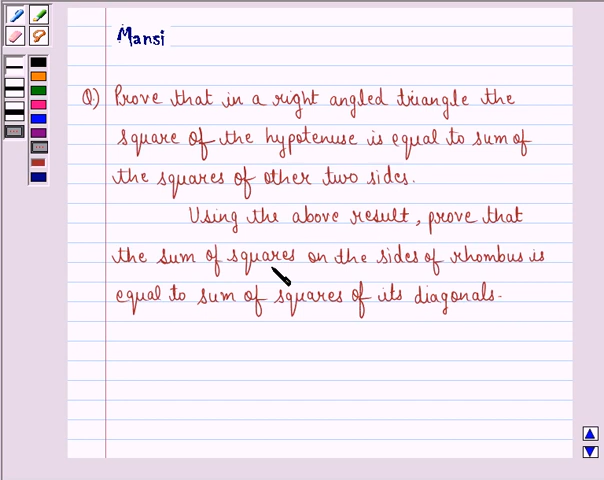 Mansi
Q) Prove that in a right angled triangle the
square of the hypotenuse is equal to sum of
the squares of other two sides.
Using the above result, prove that
the sum of squares on the sides of rhombus is
equal to sum of squares of its diagonals.